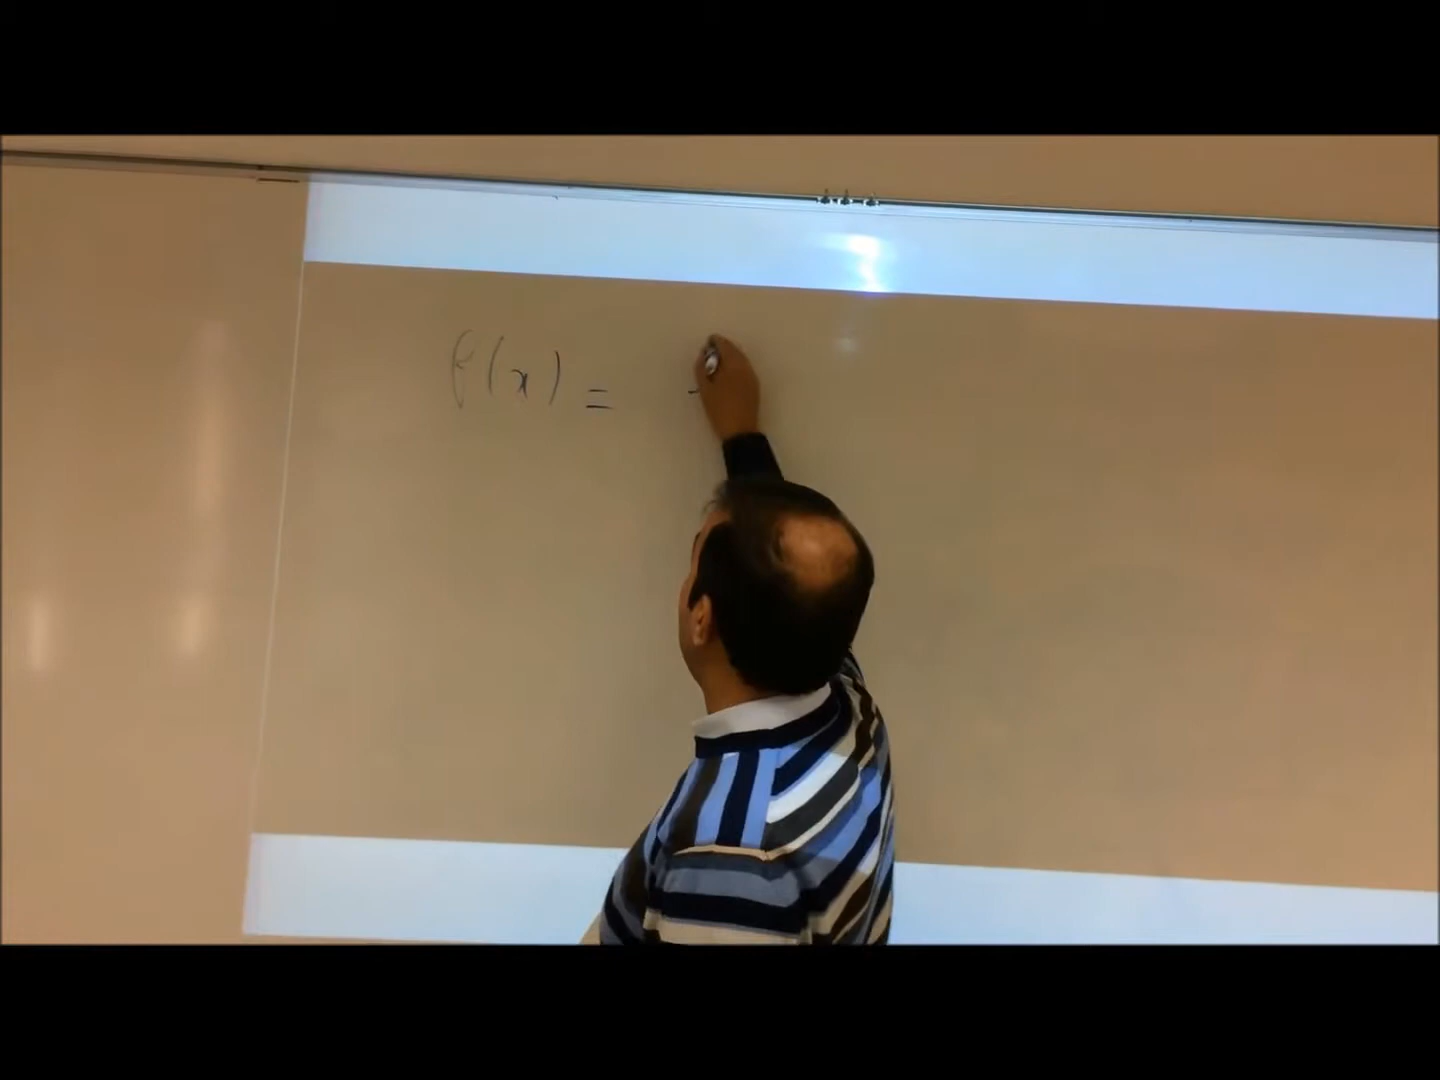 f(x) =